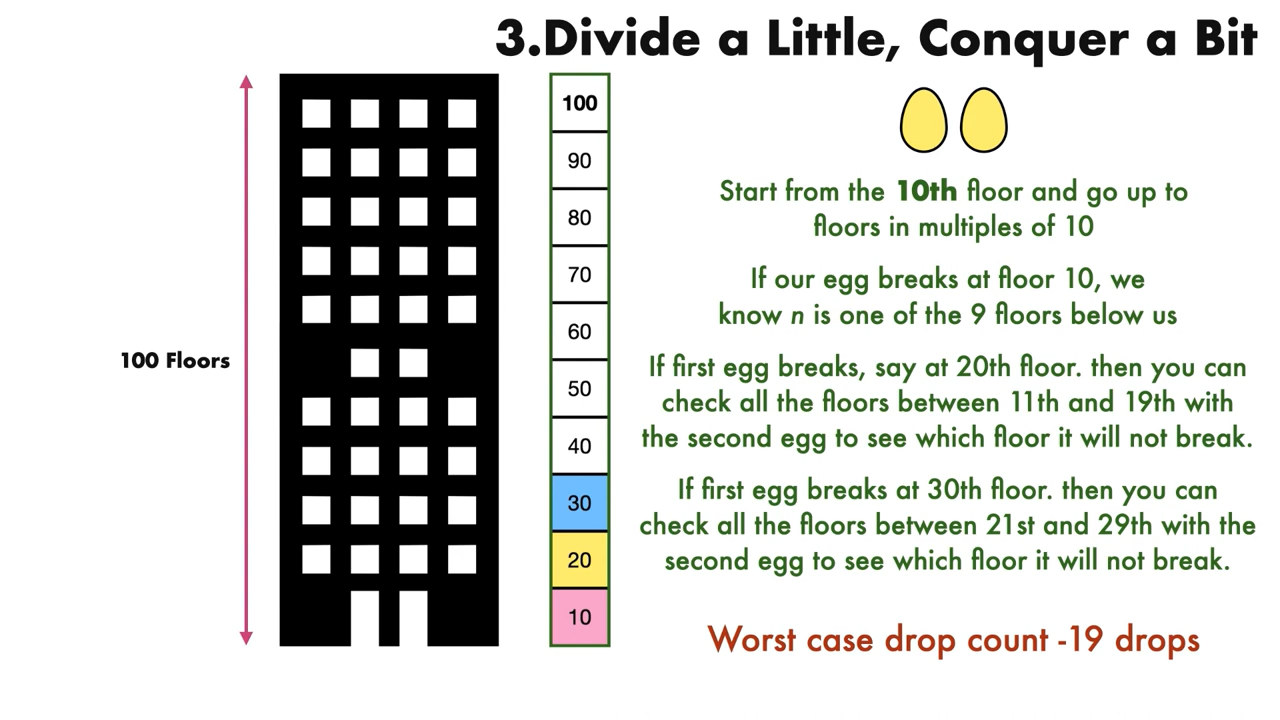 3.Divide a Little, Conquer a Bit
100 Floors
100
90
80
70
60
50
40
30
20
10
Start from the 10th floor and go up to
floors in multiples of 10
If our egg breaks at floor 10, we
know n is one of the 9 floors below us
If first egg breaks, say at 20th floor. then you can
check all the floors between 11th and 19th with
the second egg to see which floor it will not break.
If first egg breaks at 30th floor. then you can
check all the floors between 21st and 29th with the
second egg to see which floor it will not break.
Worst case drop count -19 drops